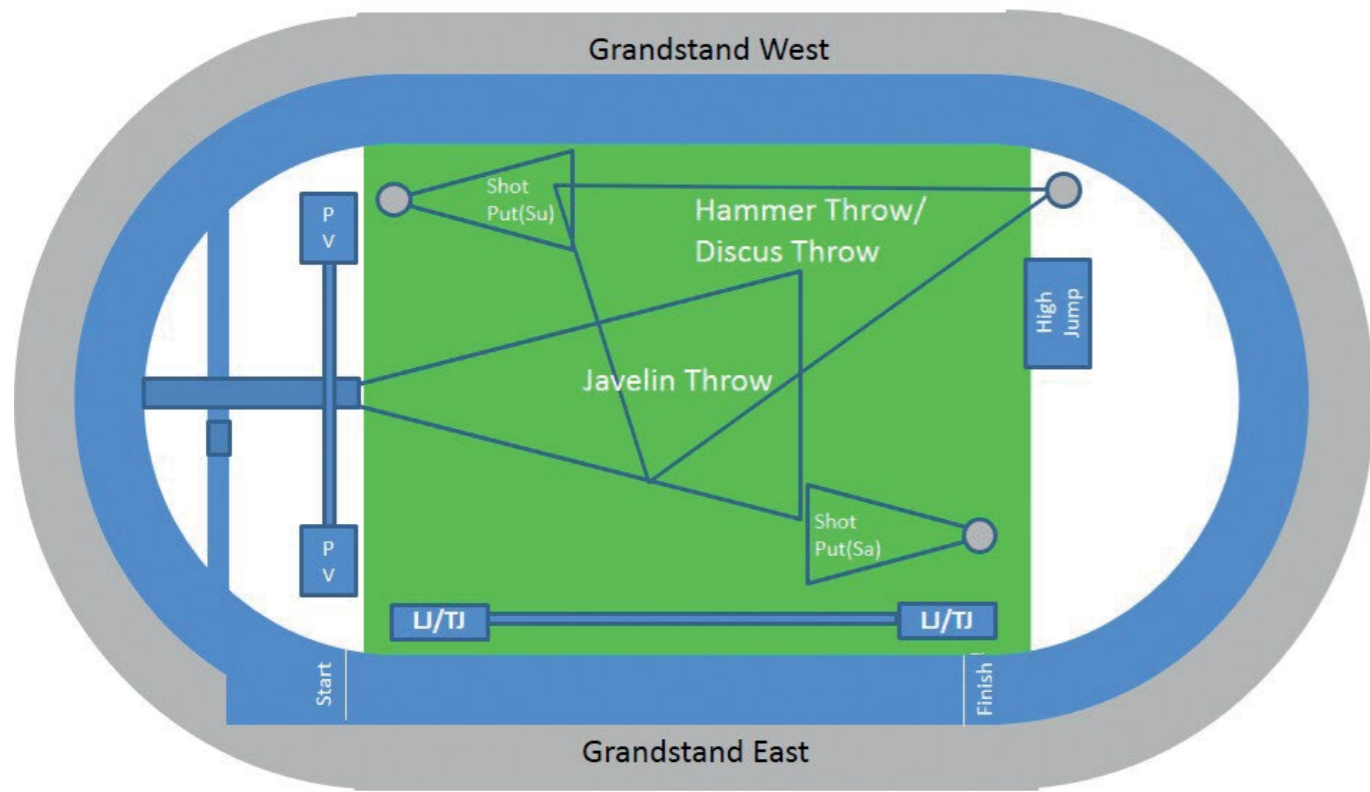 Grandstand West
P
V
Shot
Put(Su)
Hammer Throw/
Discus Throw
High
Jump
Javelin Throw
Shot
Put(Sa)
P
V
LJ/TJ
LJ/TJ
Start
Finish
Grandstand East